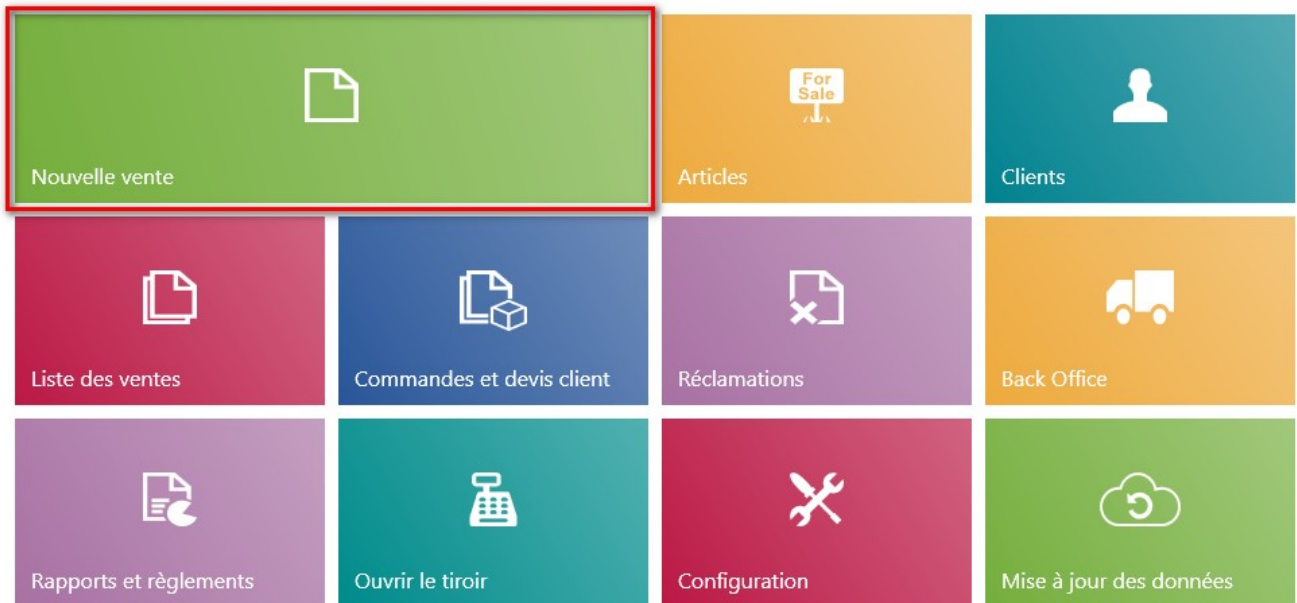 For
Sale
Nouvelle vente
Articles
Clients
Liste des ventes
Commandes et devis client
Réclamations
Back Office
Rapports et règlements
Ouvrir le tiroir
Configuration
Mise à jour des données